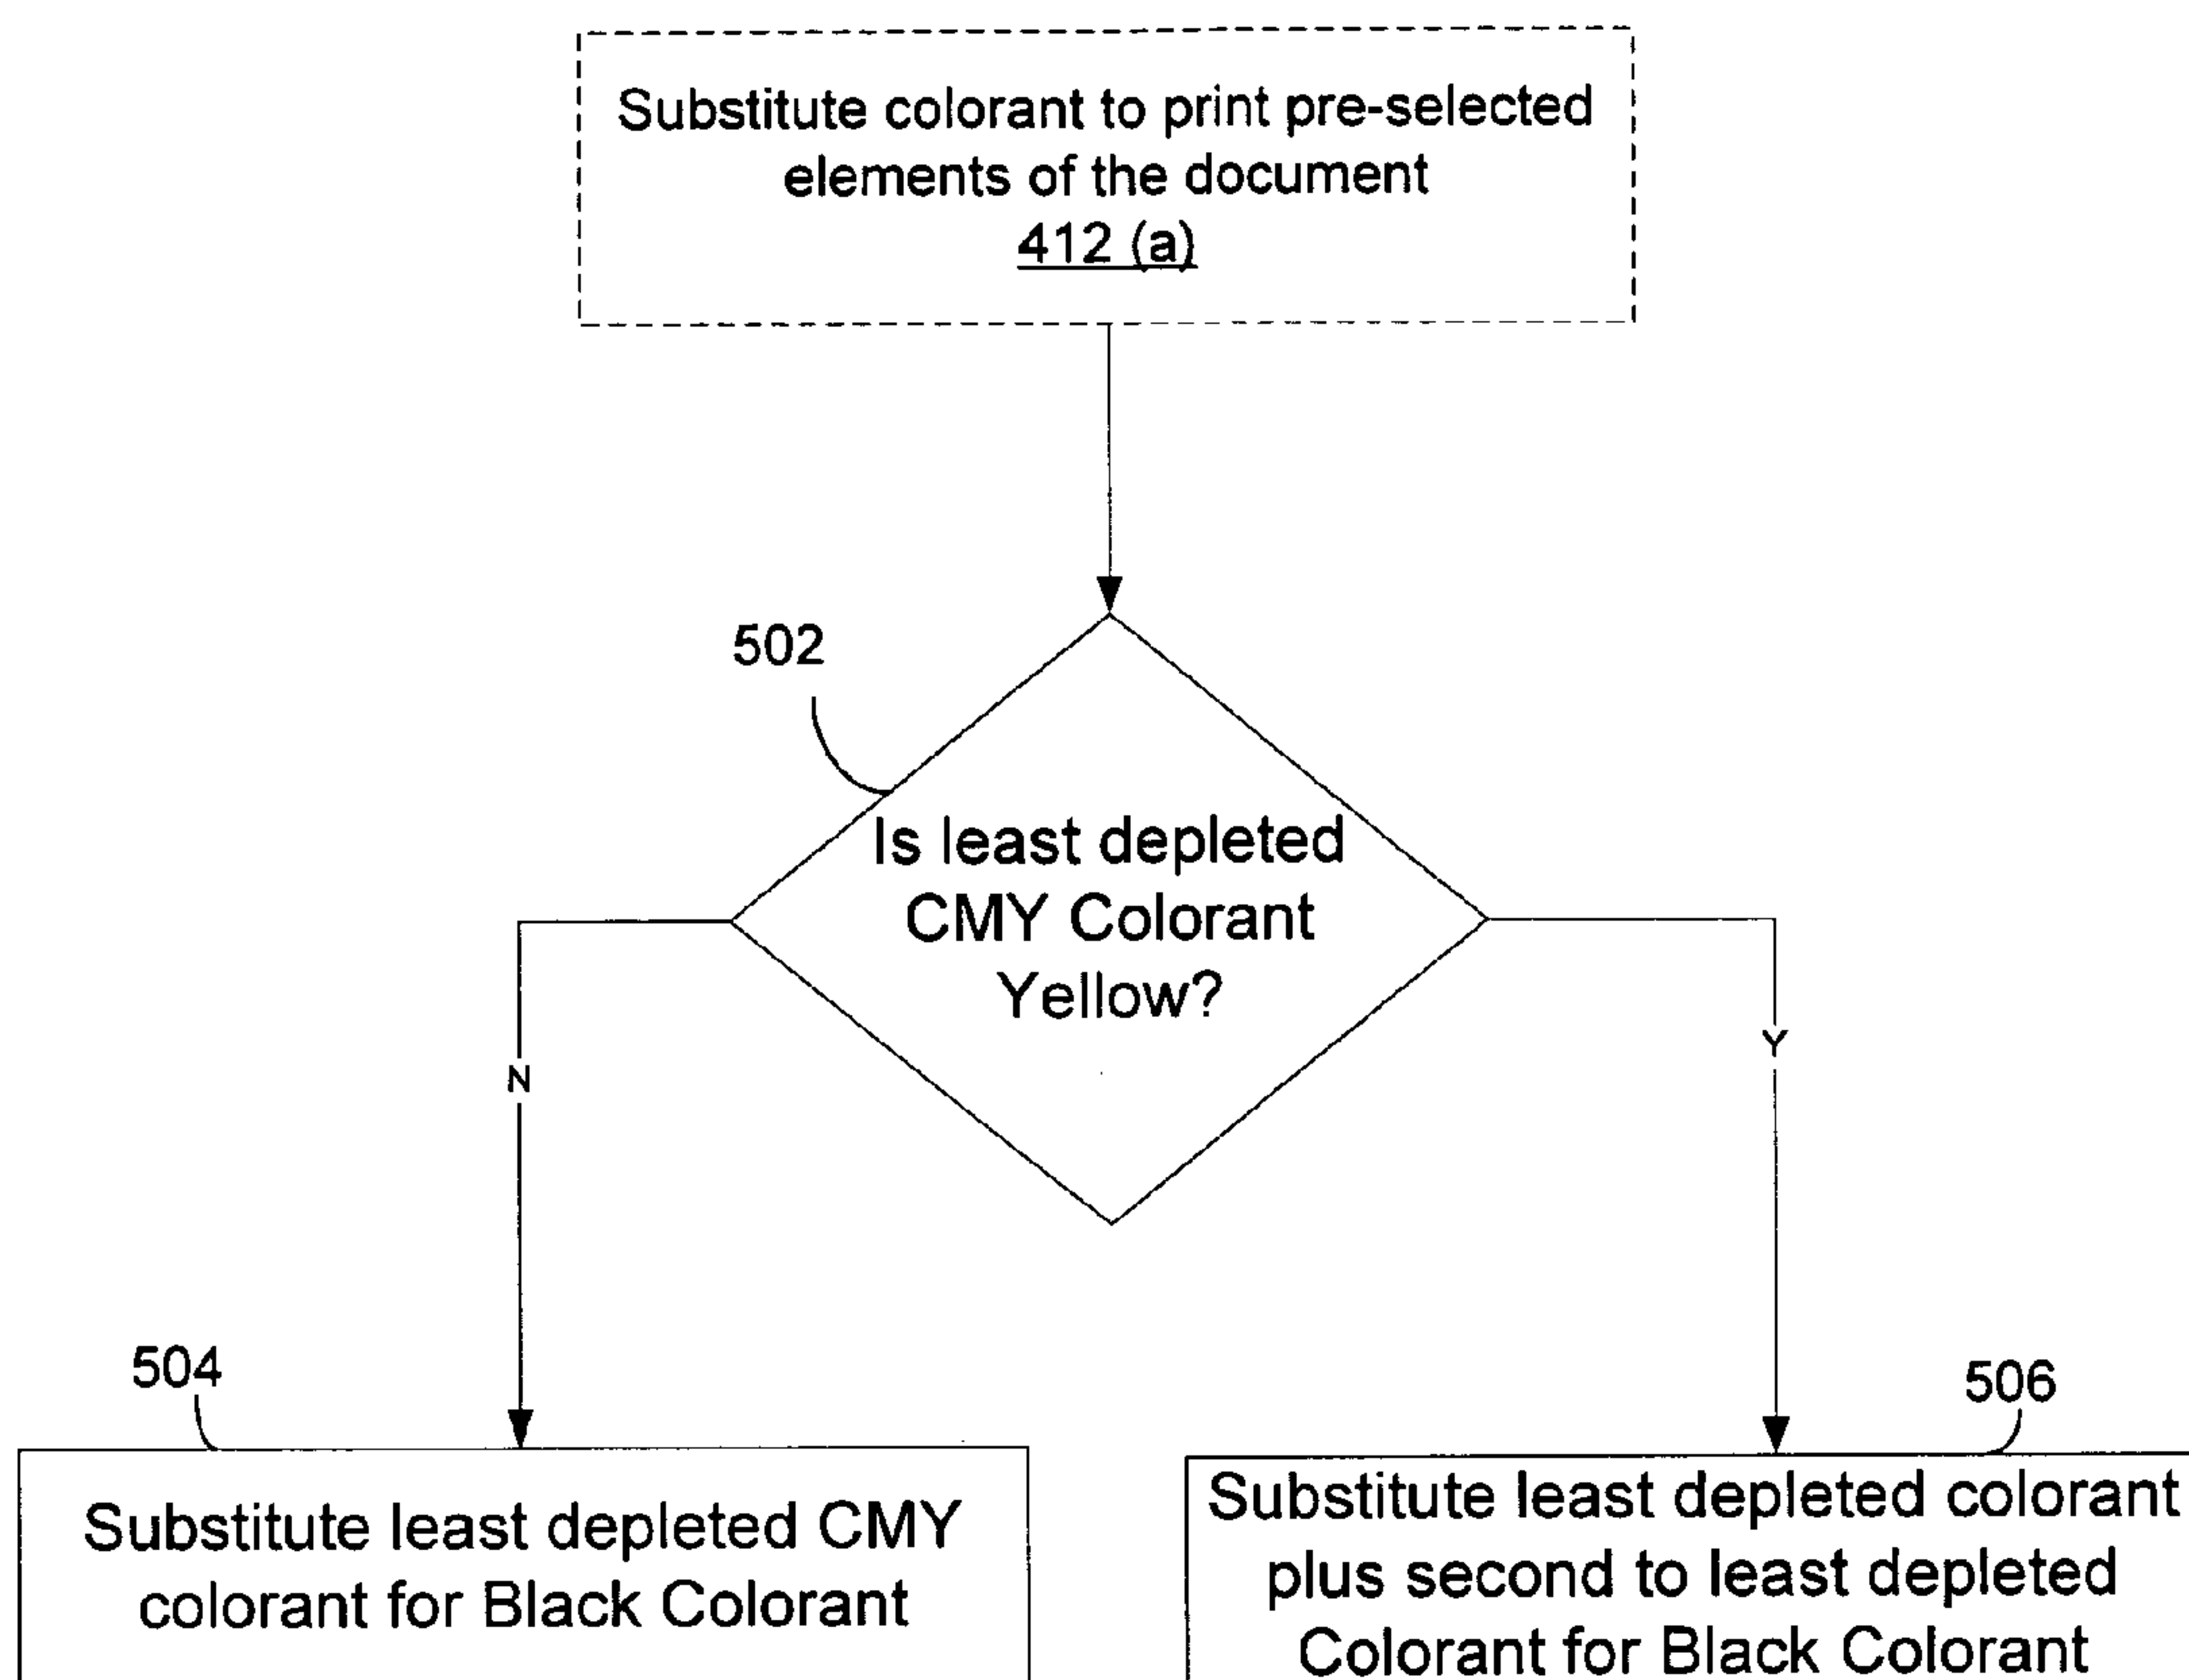 Substitute colorant to print pre-selected
elements of the document
412 (a)
502
Is least depleted
CMY Colorant
Yellow?
N
Y
504
Substitute least depleted CMY
colorant for Black Colorant
506
Substitute least depleted colorant
plus second to least depleted
Colorant for Black Colorant